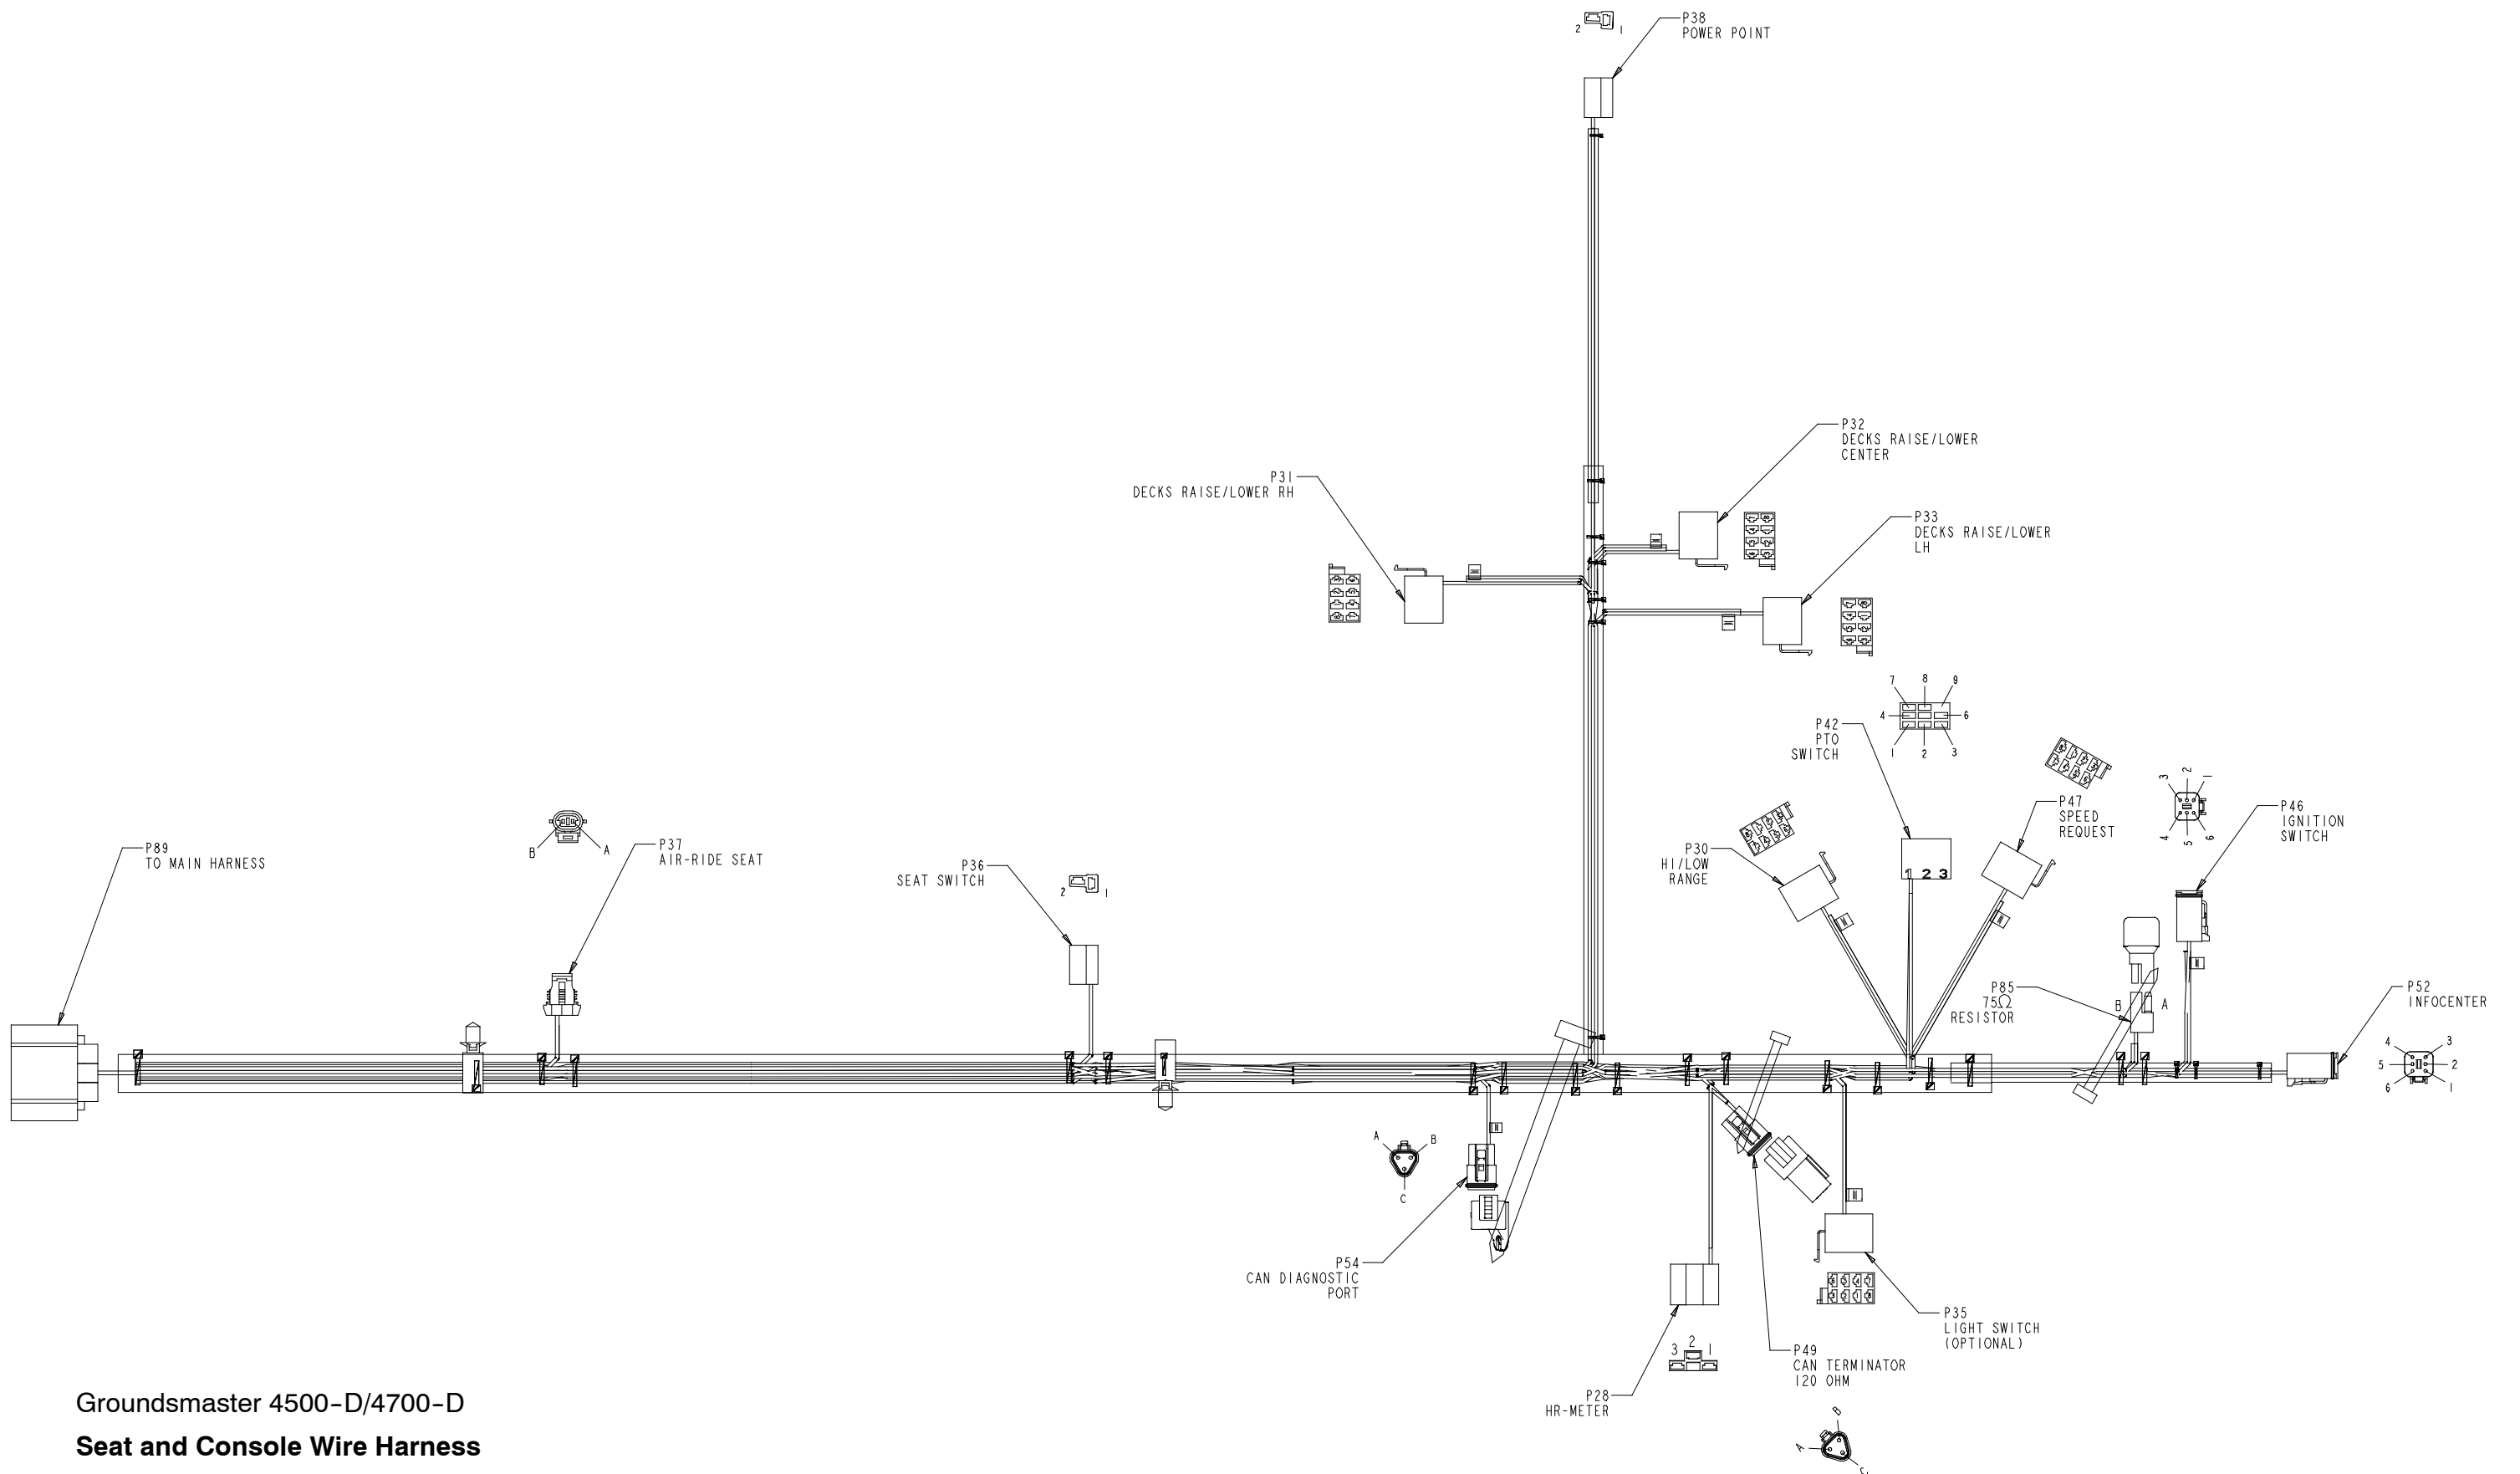 P38
POWER POINT
2
1
P32
DECKS RAISE/LOWER
CENTER
P31
DECKS RAISE/LOWER RH
P33
DECKS RAISE/LOWER
LH
7 8 9
4 6
1 2 3
P42
PTO
SWITCH
1 2 3
P47
SPEED
REQUEST
3 2 1
4 5 6
P46
IGNITION
SWITCH
P30
HI/LOW
RANGE
P89
TO MAIN HARNESS
B A
P37
AIR-RIDE SEAT
P36
SEAT SWITCH
2 1
P85
75Ω
RESISTOR
B A
P52
INFOCENTER
4 3
5 2
6 1
A B
C
P54
CAN DIAGNOSTIC
PORT
P35
LIGHT SWITCH
(OPTIONAL)
3 2 1
P49
CAN TERMINATOR
120 OHM
P28
HR-METER
B
A
C
Groundsmaster 4500-D/4700-D
Seat and Console Wire Harness